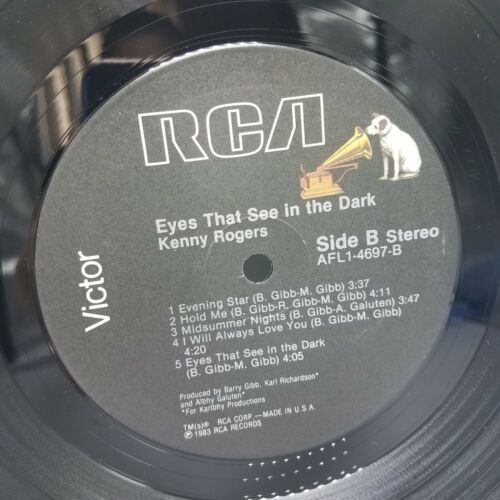 RCA
Eyes That See in the Dark
Kenny Rogers
Side B Stereo
AFL1-4697-B
Victor
1 Evening Star (B. Gibb-M. Gibb) 3:37
2 Hold Me (B. Gibb-R. Gibb-M. Gibb) 4:11
3 Midsummer Nights (B. Gibb-A. Galuten) 3:47
4 I Will Always Love You (B. Gibb-M. Gibb)
4:20
5 Eyes That See in the Dark
(B. Gibb-M. Gibb) 4:05
Produced by Barry Gibb, Karl Richardson*
and Albhy Galuten*
*For Karlbhy Productions
TM(s)® RCA CORP.—MADE IN U.S.A.
℗1983 RCA RECORDS